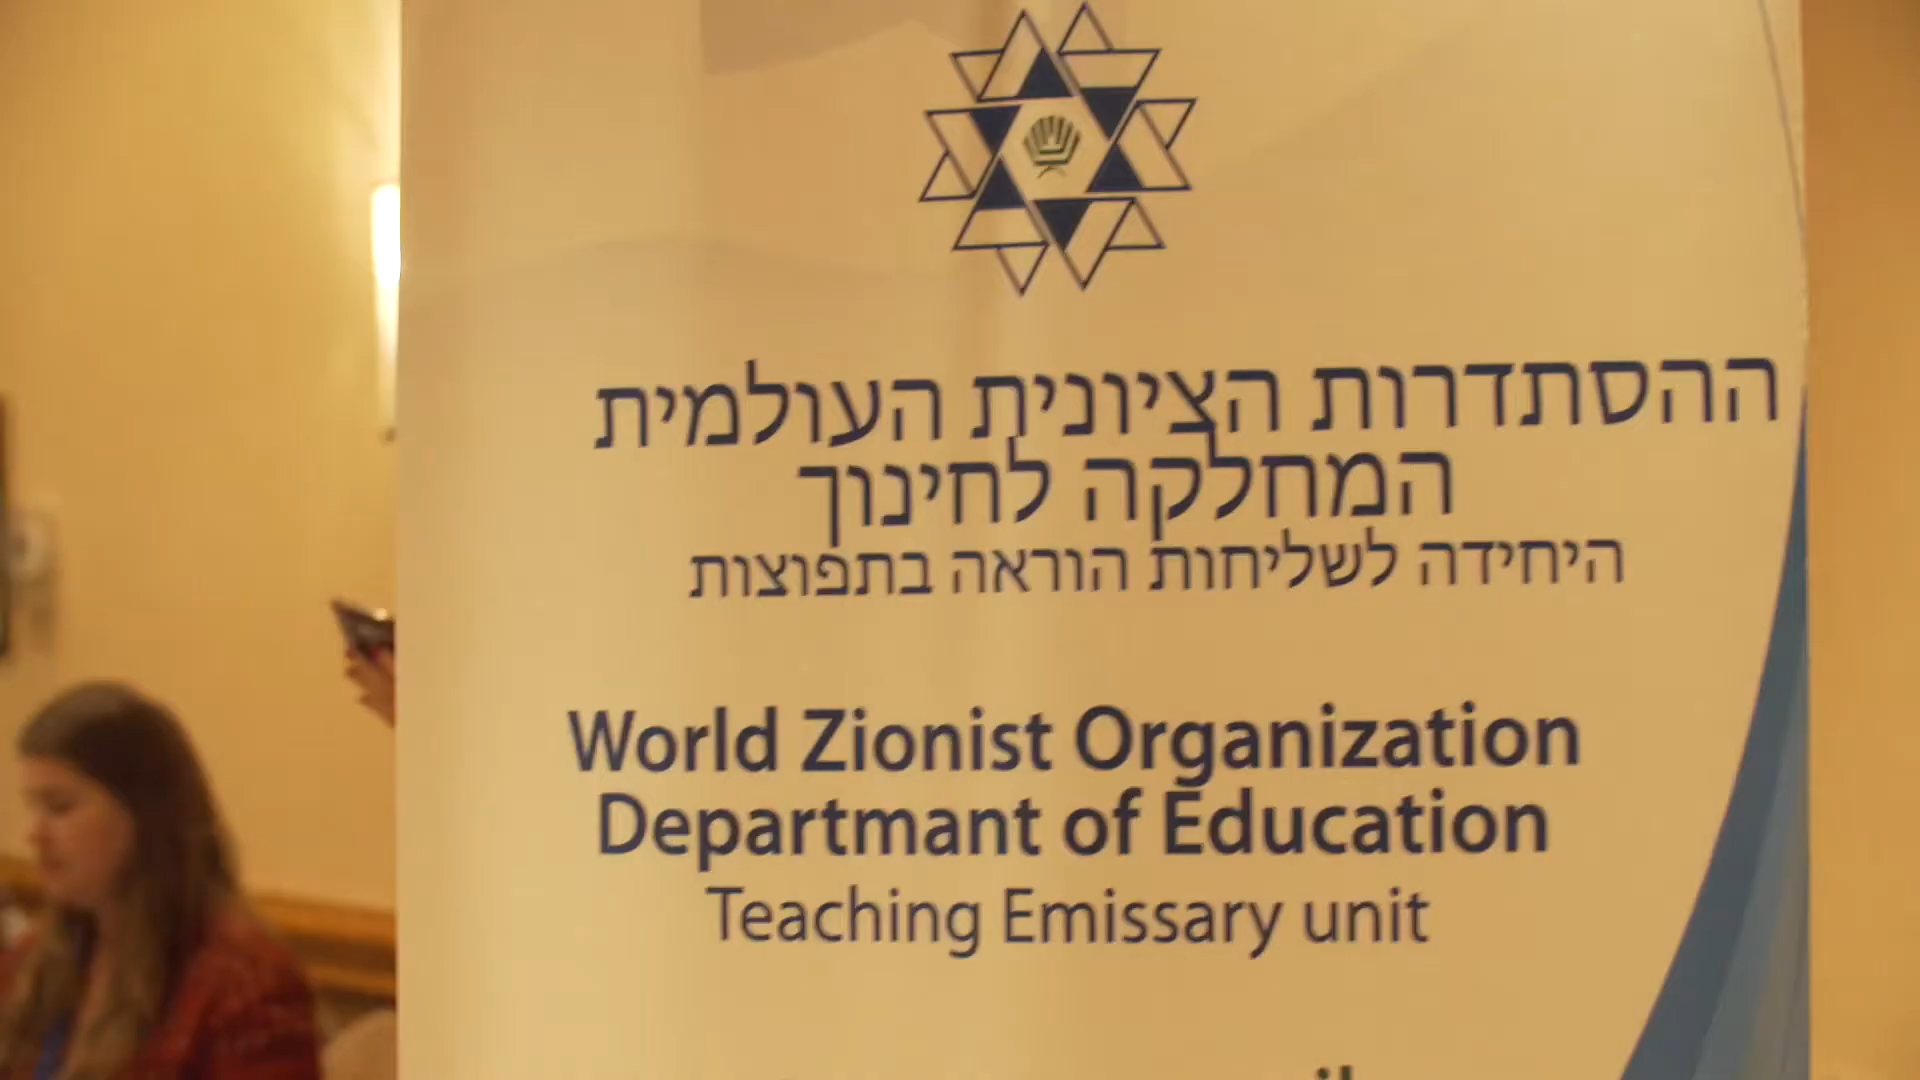 ההסתדרות הציונית העולמית
המחלקה לחינוך
היחידה לשליחות הוראה בתפוצות
World Zionist Organization
Departmant of Education
Teaching Emissary unit